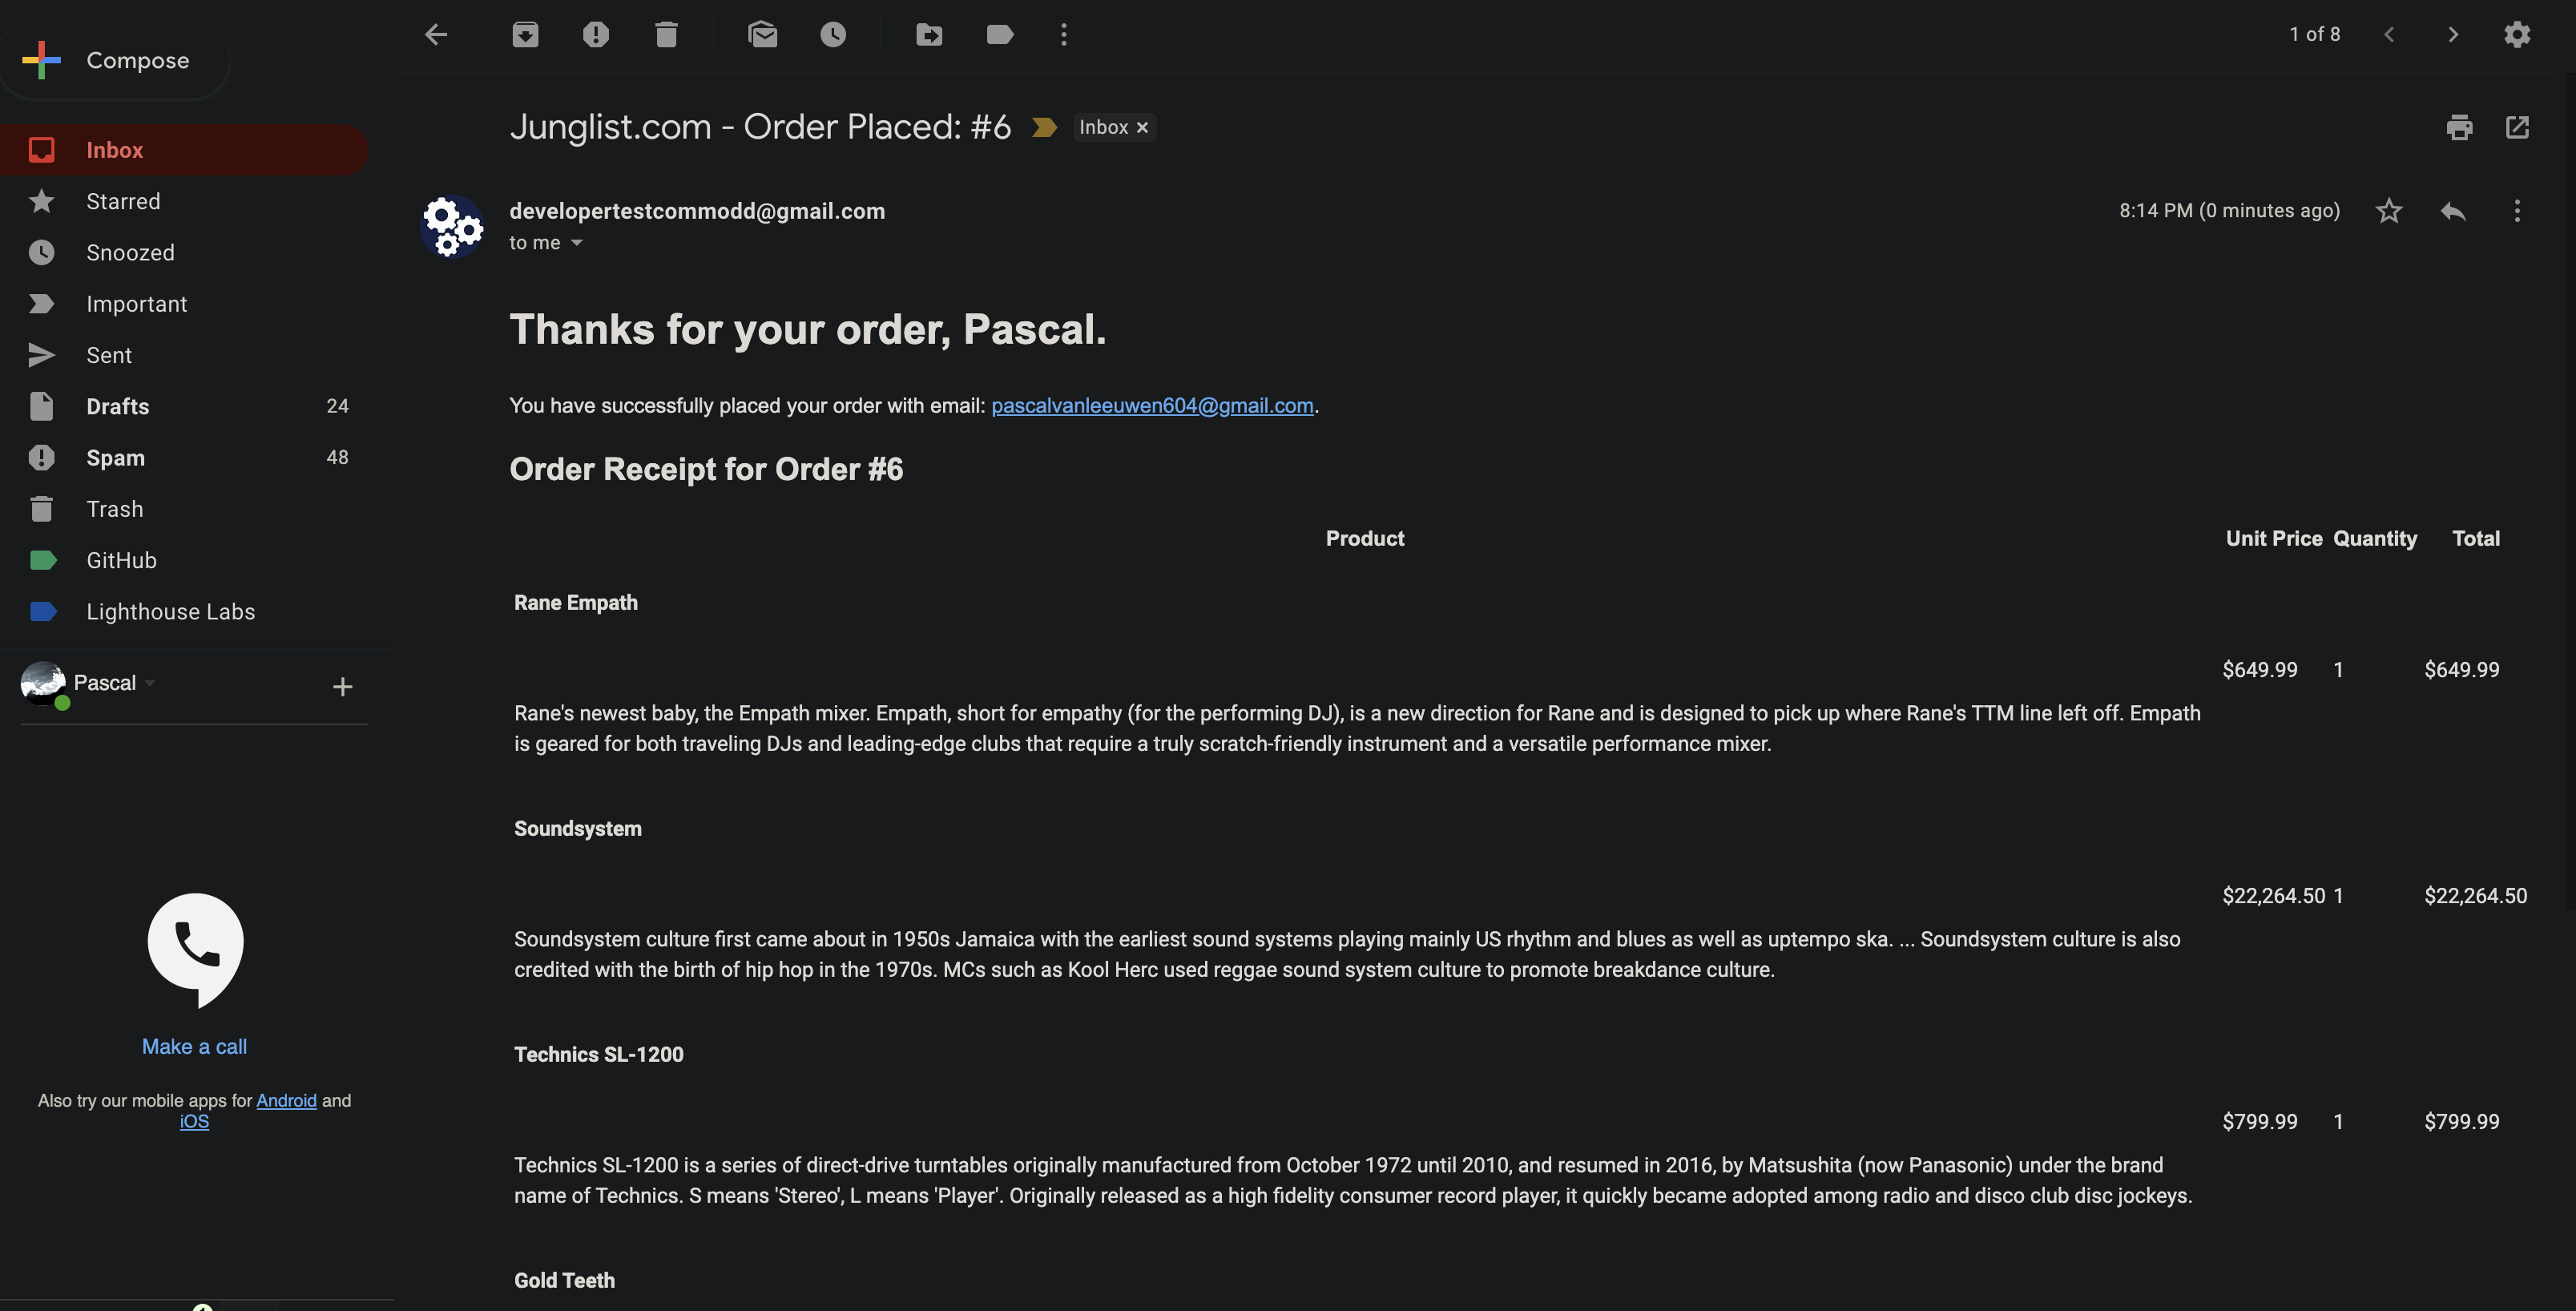 Compose
1 of 8
Inbox
Starred
Snoozed
Important
Sent
Drafts 24
Spam 48
Trash
GitHub
Lighthouse Labs
Pascal
Make a call
Also try our mobile apps for Android and
iOS
Junglist.com - Order Placed: #6 Inbox ×
developertestcommodd@gmail.com 8:14 PM (0 minutes ago)
to me
Thanks for your order, Pascal.
You have successfully placed your order with email: pascalvanleeuwen604@gmail.com.
Order Receipt for Order #6
Product Unit Price Quantity Total
Rane Empath
$649.99 1 $649.99
Rane's newest baby, the Empath mixer. Empath, short for empathy (for the performing DJ), is a new direction for Rane and is designed to pick up where Rane's TTM line left off. Empath
is geared for both traveling DJs and leading-edge clubs that require a truly scratch-friendly instrument and a versatile performance mixer.
Soundsystem
$22,264.50 1 $22,264.50
Soundsystem culture first came about in 1950s Jamaica with the earliest sound systems playing mainly US rhythm and blues as well as uptempo ska. ... Soundsystem culture is also
credited with the birth of hip hop in the 1970s. MCs such as Kool Herc used reggae sound system culture to promote breakdance culture.
Technics SL-1200
$799.99 1 $799.99
Technics SL-1200 is a series of direct-drive turntables originally manufactured from October 1972 until 2010, and resumed in 2016, by Matsushita (now Panasonic) under the brand
name of Technics. S means 'Stereo', L means 'Player'. Originally released as a high fidelity consumer record player, it quickly became adopted among radio and disco club disc jockeys.
Gold Teeth